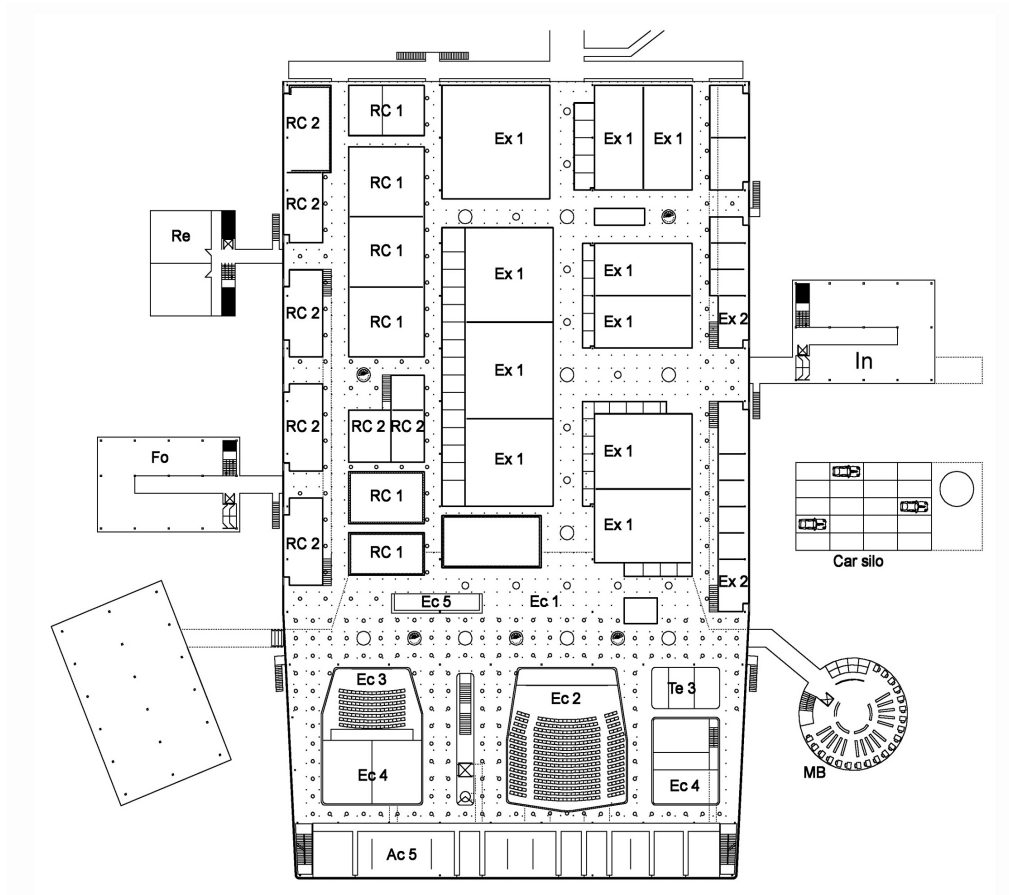 RC 2
RC 1
Ex 1
Ex 1
Ex 1
RC 1
RC 2
Re
Ex 1
Ex 1
RC 1
RC 2
RC 1
Ex 2
Ex 1
In
Ex 1
RC 2
RC 2
RC 2
Ex 1
Fo
Ex 1
RC 1
Ex 1
RC 2
RC 1
Car silo
Ex 2
Ec 5
Ec 1
Ec 3
Te 3
Ec 2
MB
Ec 4
Ec 4
Ac 5